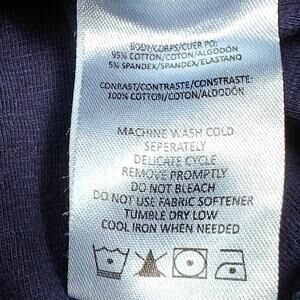 BODY/CORPS/CUERPO:
95% COTTON/COTON/ALGODÓN
5% SPANDEX/SPANDEX/ELASTANO
CONRAST/CONTRASTE/CONSTRASTE:
100% COTTON/COTON/ALGODÓN
MACHINE WASH COLD
SEPERATELY
DELICATE CYCLE
REMOVE PROMPTLY
DO NOT BLEACH
DO NOT USE FABRIC SOFTENER
TUMBLE DRY LOW
COOL IRON WHEN NEEDED